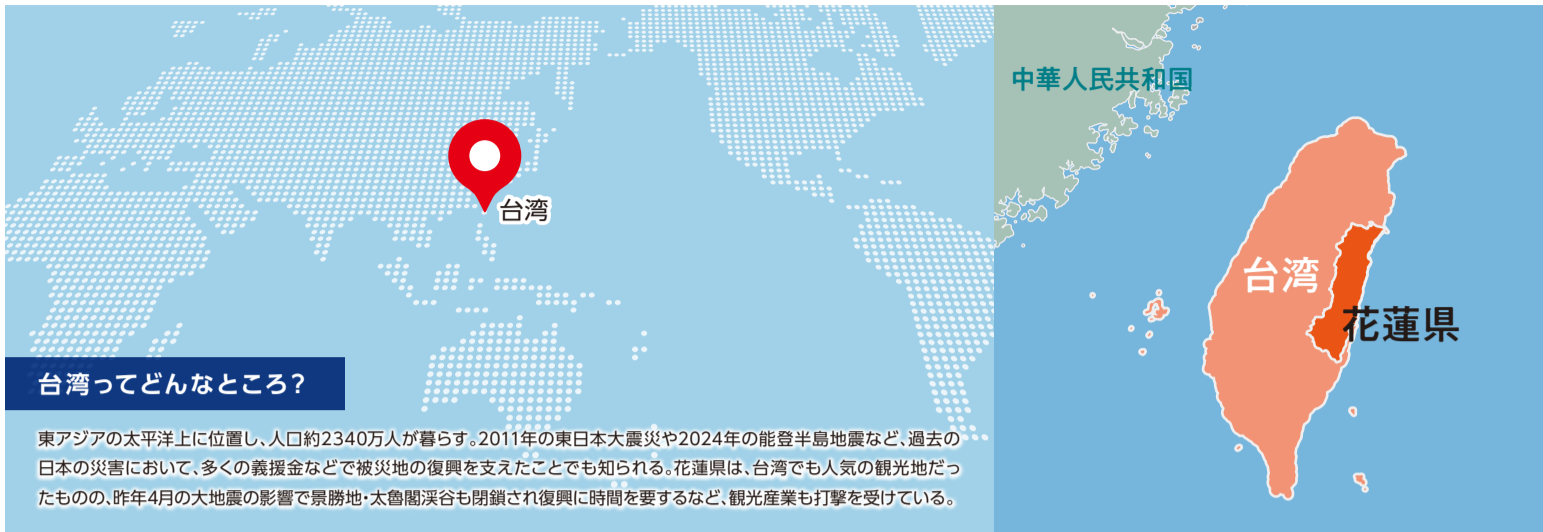 台湾
台湾ってどんなところ？
東アジアの太平洋上に位置し、人口約2340万人が暮らす。2011年の東日本大震災や2024年の能登半島地震など、過去の
日本の災害において、多くの義援金などで被災地の復興を支えたことでも知られる。花蓮県は、台湾でも人気の観光地だっ
たものの、昨年4月の大地震の影響で景勝地・太魯閣渓谷も閉鎖され復興に時間を要するなど、観光産業も打撃を受けている。
中華人民共和国
台湾
花蓮県